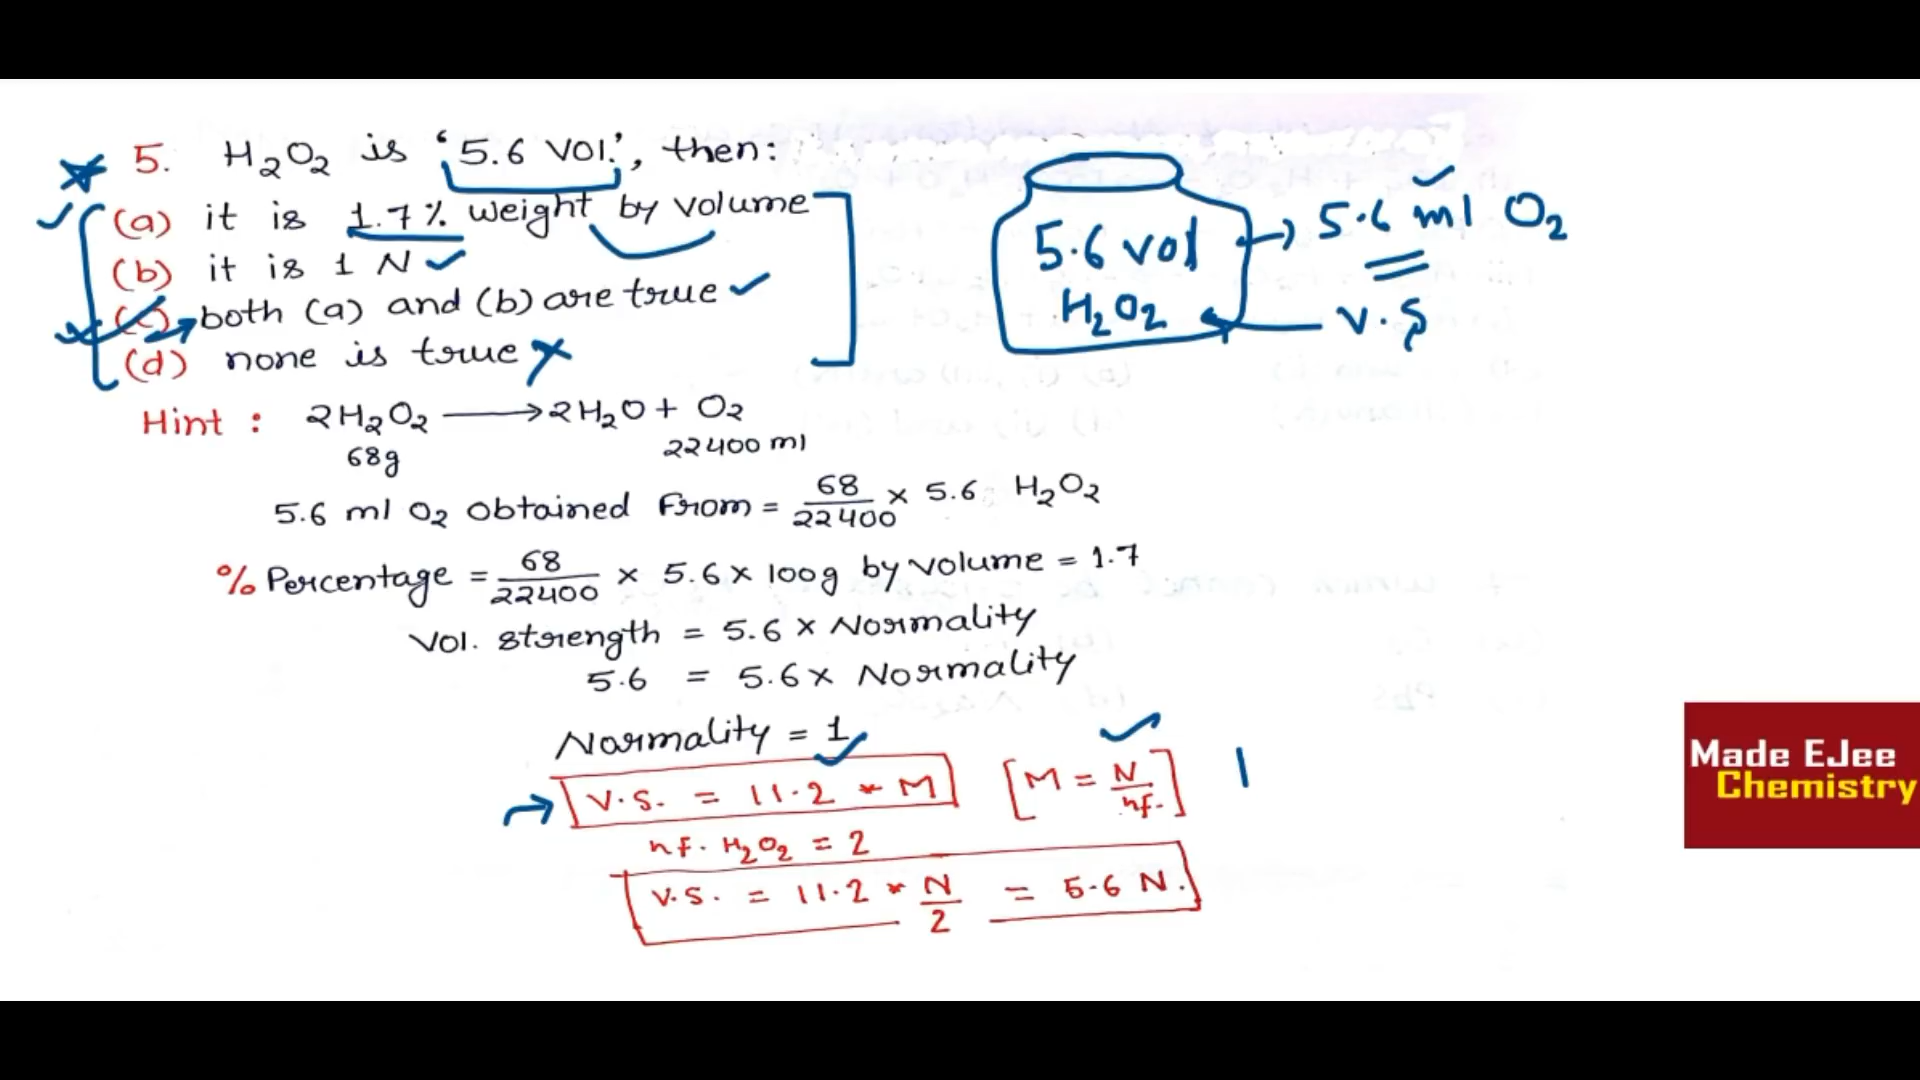 5. H₂O₂ is '5.6 VOl.', then:
(a) it is 1.7% weight by volume
(b) it is 1 N
(c) both (a) and (b) are true
(d) none is true
5.6 vol
H₂O₂
5.6 ml O₂
V.S
Hint : 2H₂O₂ → 2H₂O + O₂
68g 22400 ml
5.6 ml O₂ Obtained From = 68/22400 × 5.6 H₂O₂
% Percentage = 68/22400 × 5.6 × 100g by volume = 1.7
Vol. strength = 5.6 × Normality
5.6 = 5.6 × Normality
Normality = 1
V.S. = 11.2 * M [M = N/nf.]
nf. H₂O₂ = 2
V.S. = 11.2 * N/2 = 5.6 N.
Made EJee
Chemistry